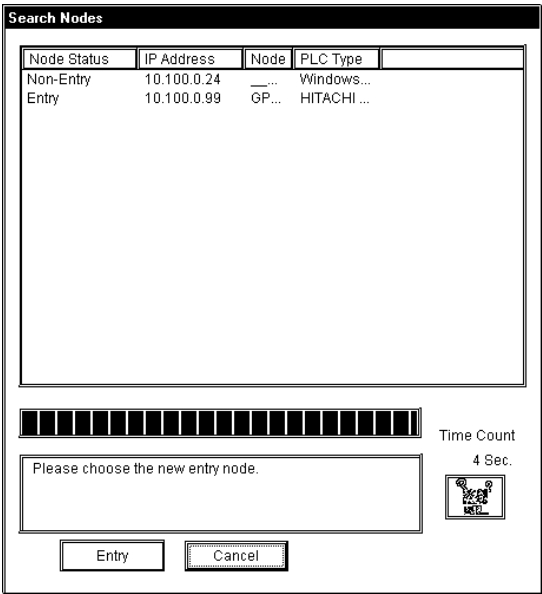 Search Nodes
Node Status IP Address Node PLC Type
Non-Entry 10.100.0.24 __... Windows...
Entry 10.100.0.99 GP... HITACHI ...
Time Count
4 Sec.
Please choose the new entry node.
Entry Cancel